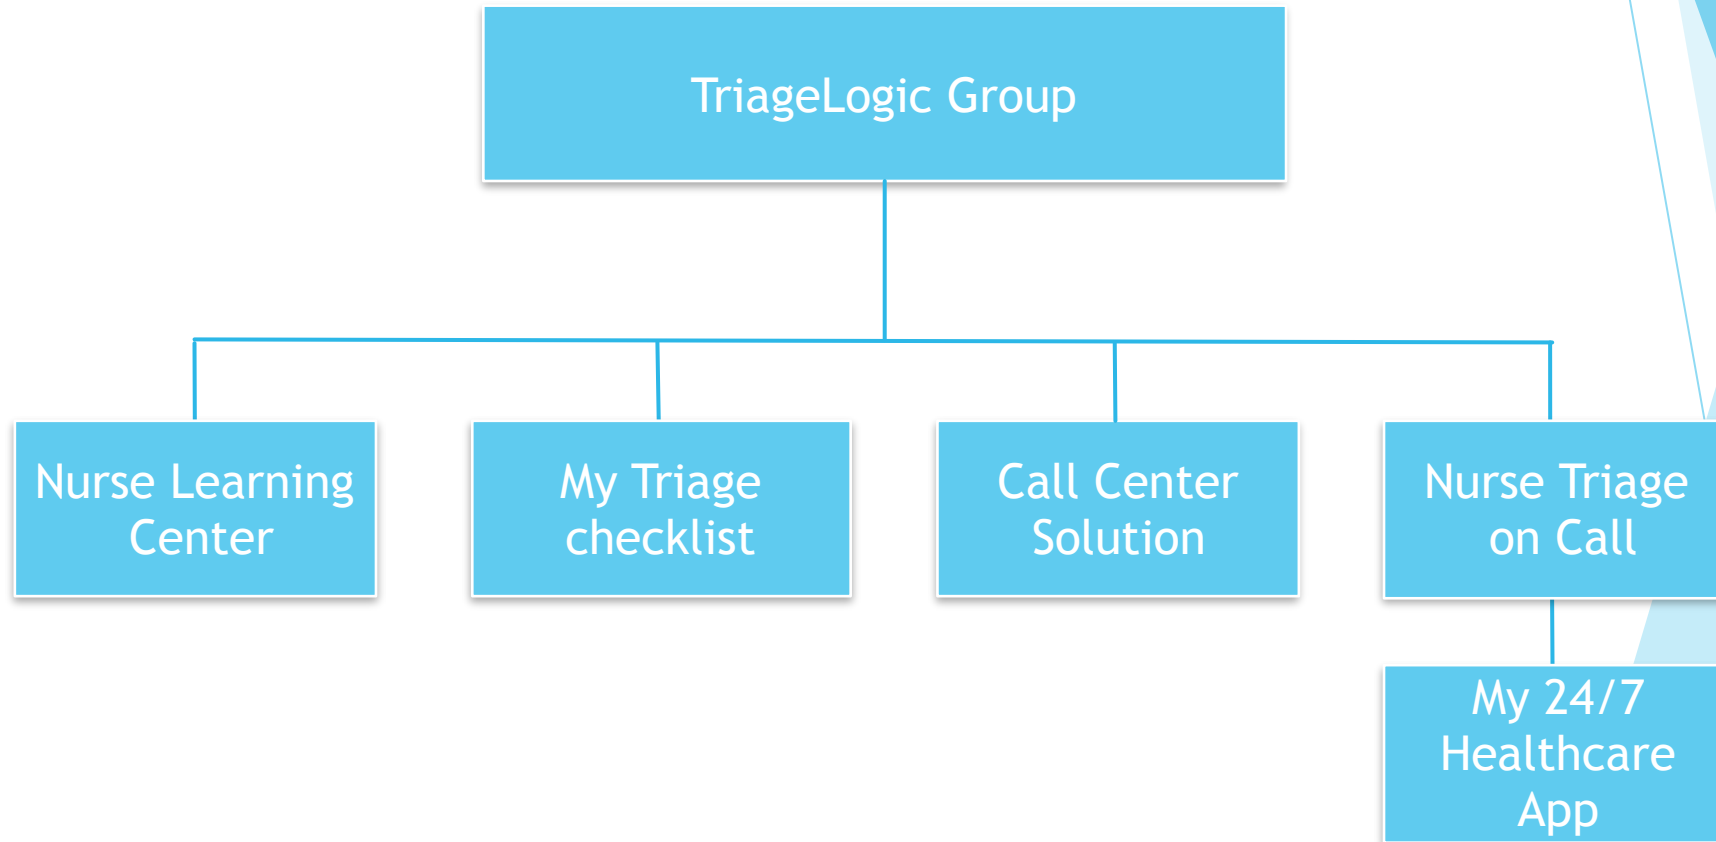 TriageLogic Group
Nurse Learning
Center
My Triage
checklist
Call Center
Solution
Nurse Triage
on Call
My 24/7
Healthcare
App